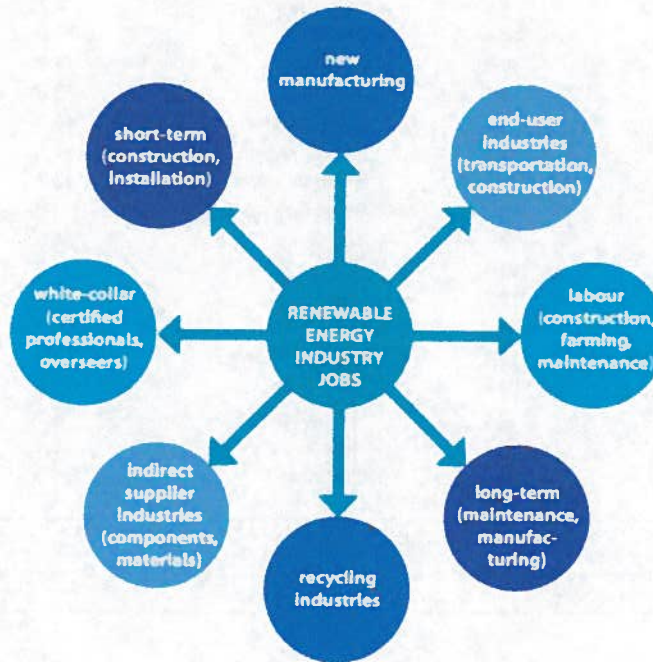 new
manufacturing
short-term
(construction,
installation)
end-user
industries
(transportation,
construction)
white-collar
(certified
professionals,
overseers)
RENEWABLE
ENERGY
INDUSTRY
JOBS
labour
(construction,
farming,
maintenance)
indirect
supplier
industries
(components,
materials)
long-term
(maintenance,
manufac-
turing)
recycling
industries